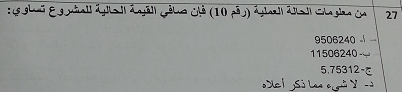 27 من معلومات الحالة العملية (رقم 10) فإن صافي القيمة الحالية للمشروع تساوي:
أ- 9506240
ب- 11506240
ج- 5.75312
د- لا شيء مما ذكر أعلاه